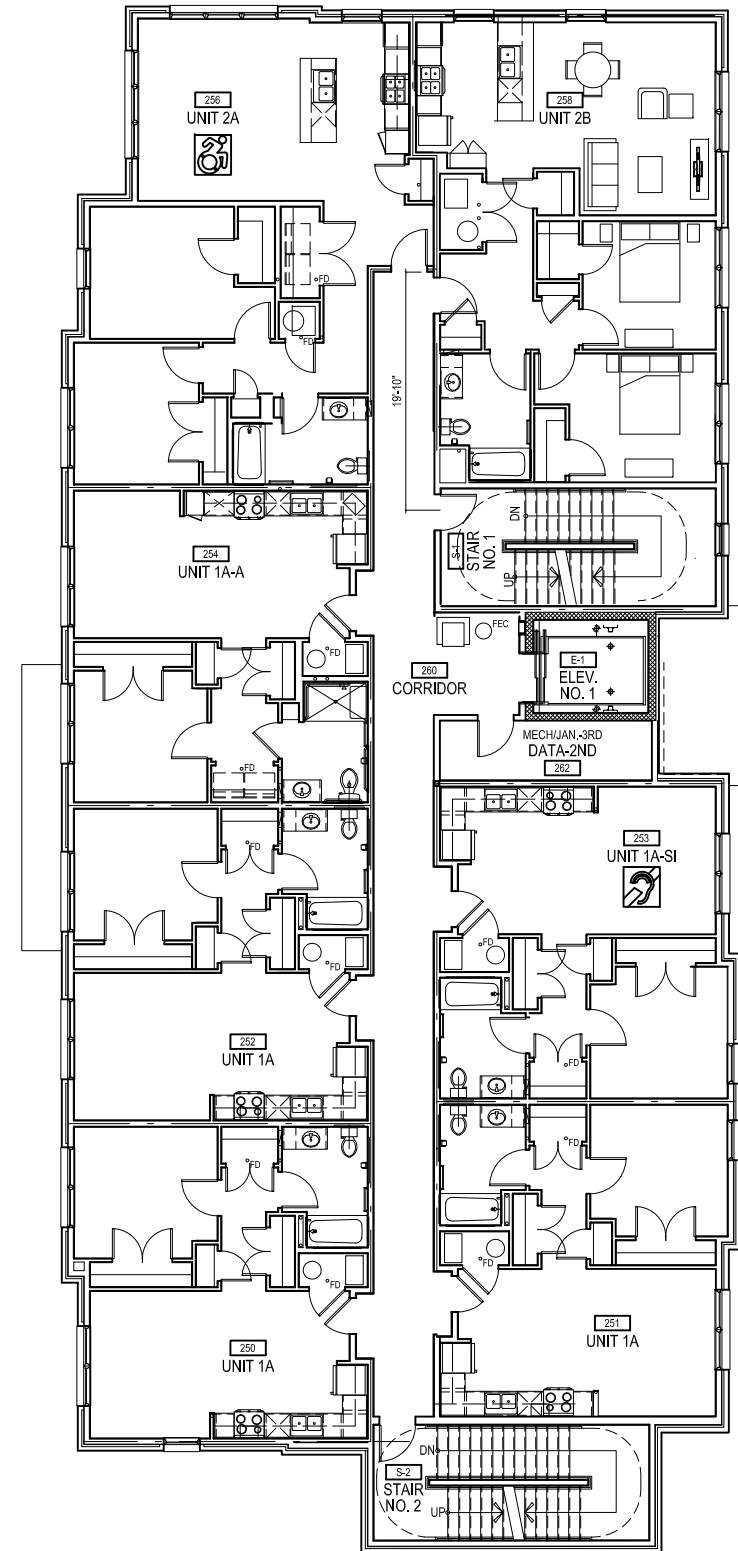 256
UNIT 2A
258
UNIT 2B
FD
FD
19'-10"
DN
S-1
STAIR
NO. 1
UP
254
UNIT 1A-A
FD
FEC
E-1
ELEV.
NO. 1
260
CORRIDOR
MECH/JAN.-3RD
DATA-2ND
262
FD
253
UNIT 1A-SI
FD
FD
FD
252
UNIT 1A
FD
FD
FD
FD
FD
251
UNIT 1A
250
UNIT 1A
DN
S-2
STAIR
NO. 2
UP